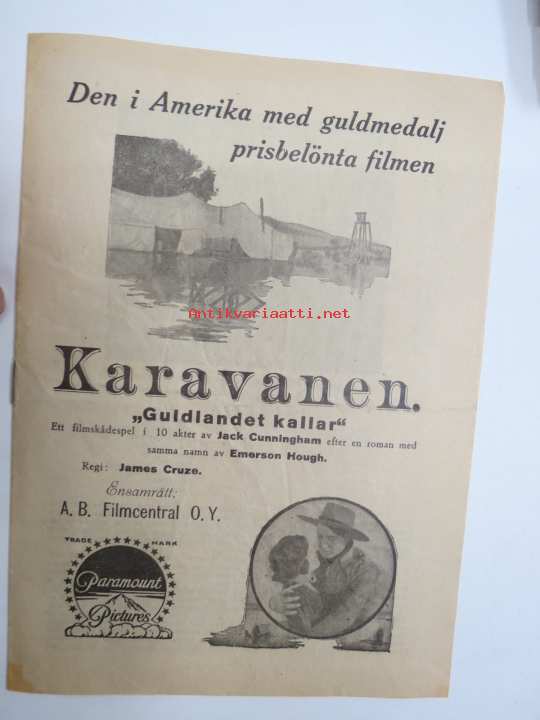 Den i Amerika med guldmedalj
prisbelönta filmen
Antikvariaatti.net
Karavanen.
„Guldlandet kallar“
Ett filmskådespel i 10 akter av Jack Cunningham efter en roman med
samma namn av Emerson Hough.
Regi: James Cruze.
Ensamrätt:
A. B. Filmcentral O. Y.
TRADE MARK
Paramount
Pictures